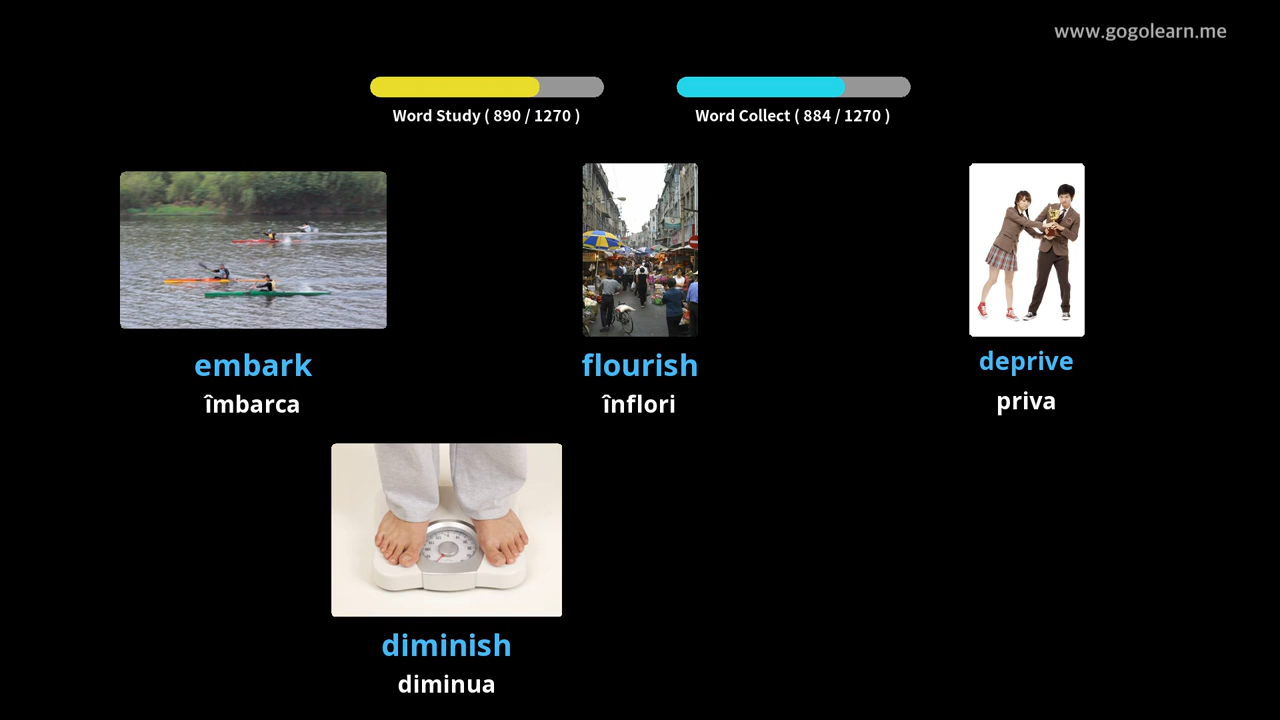 www.gogolearn.me
Word Study ( 890 / 1270 )
Word Collect ( 884 / 1270 )
embark
îmbarca
flourish
înflori
deprive
priva
diminish
diminua